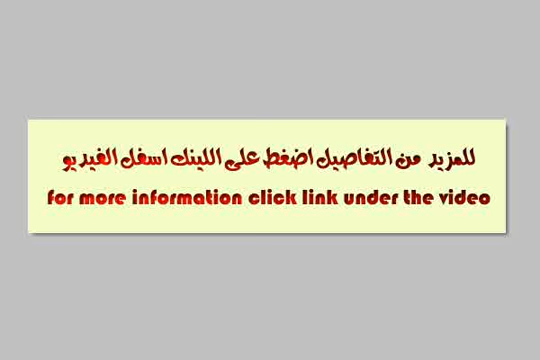 للمزيد من التفاصيل اضغط على اللينك اسفل الفيديو
for more information click link under the video